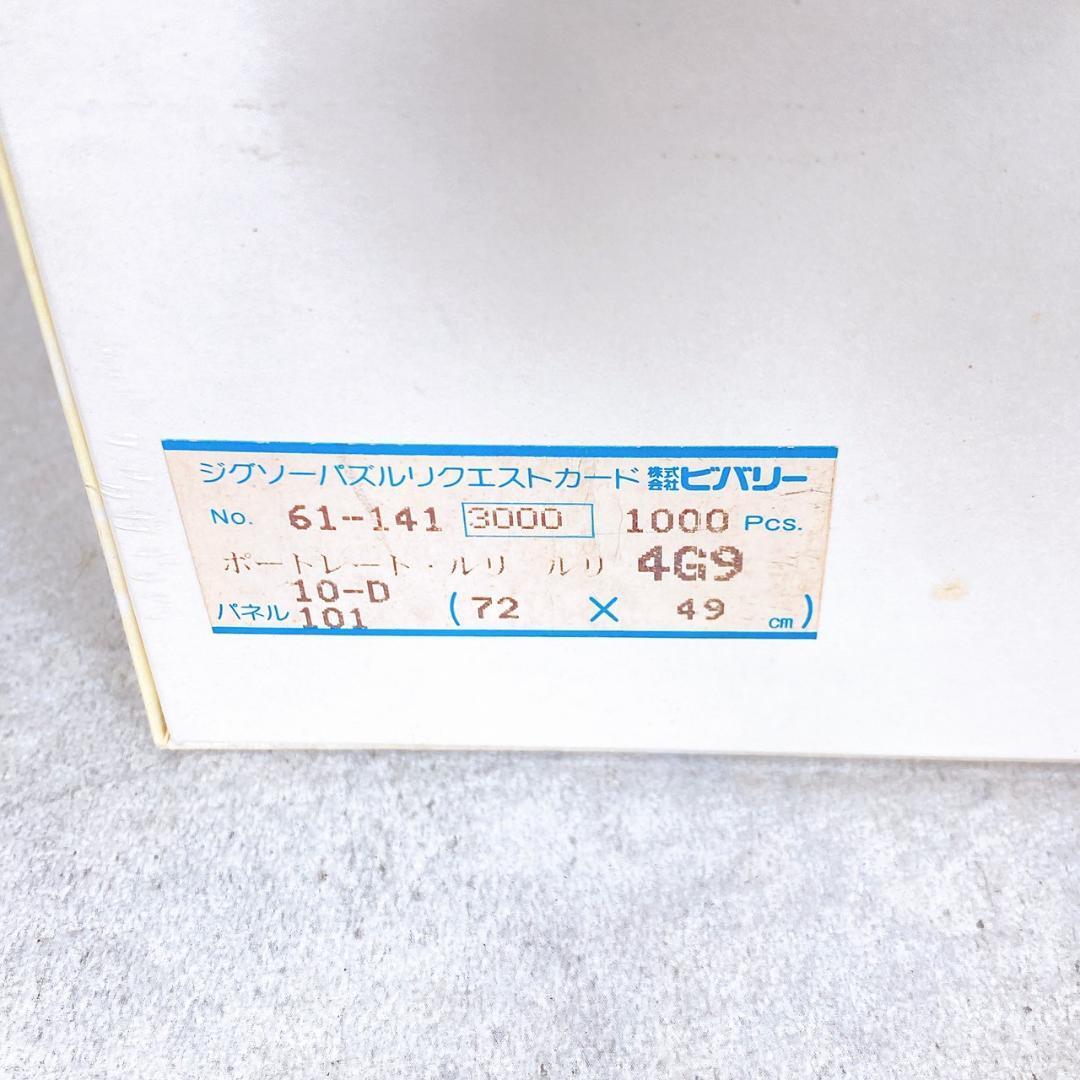 ジグソーパズルリクエストカード 株式会社ビバリー
No. 61-141 3000 1000 Pcs.
ポートレート・ルリ ルリ 4G9
10-D
パネル 101 (72 × 49 cm)